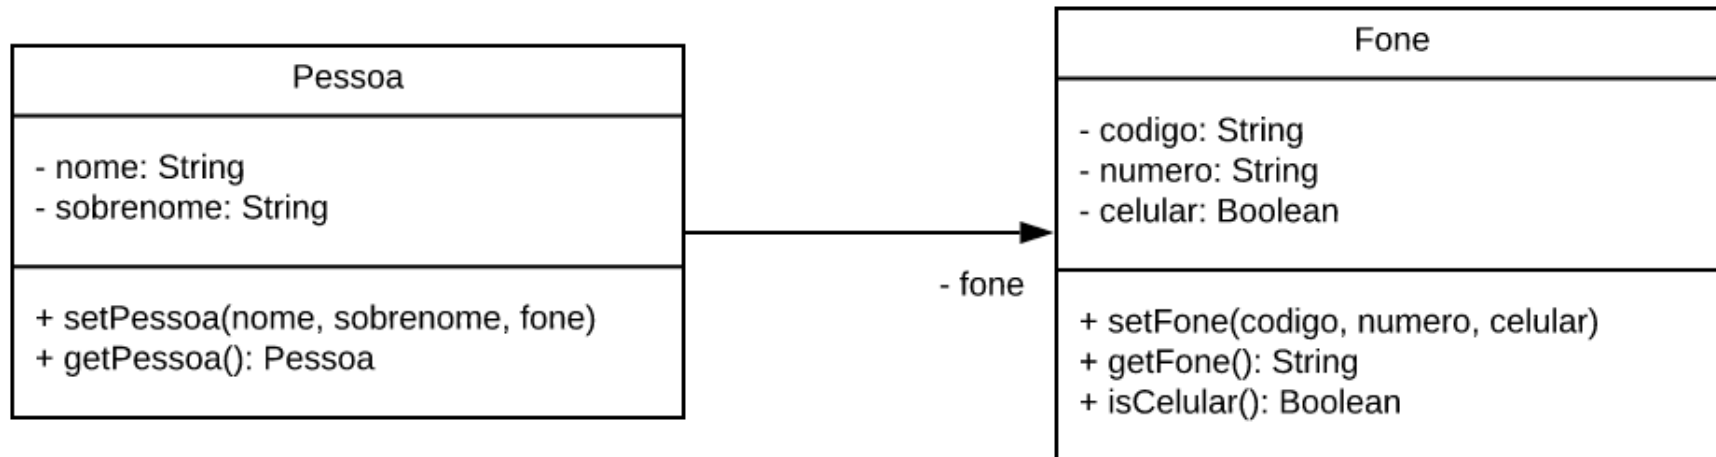 Pessoa
- nome: String
- sobrenome: String
+ setPessoa(nome, sobrenome, fone)
+ getPessoa(): Pessoa
- fone
Fone
- codigo: String
- numero: String
- celular: Boolean
+ setFone(codigo, numero, celular)
+ getFone(): String
+ isCelular(): Boolean